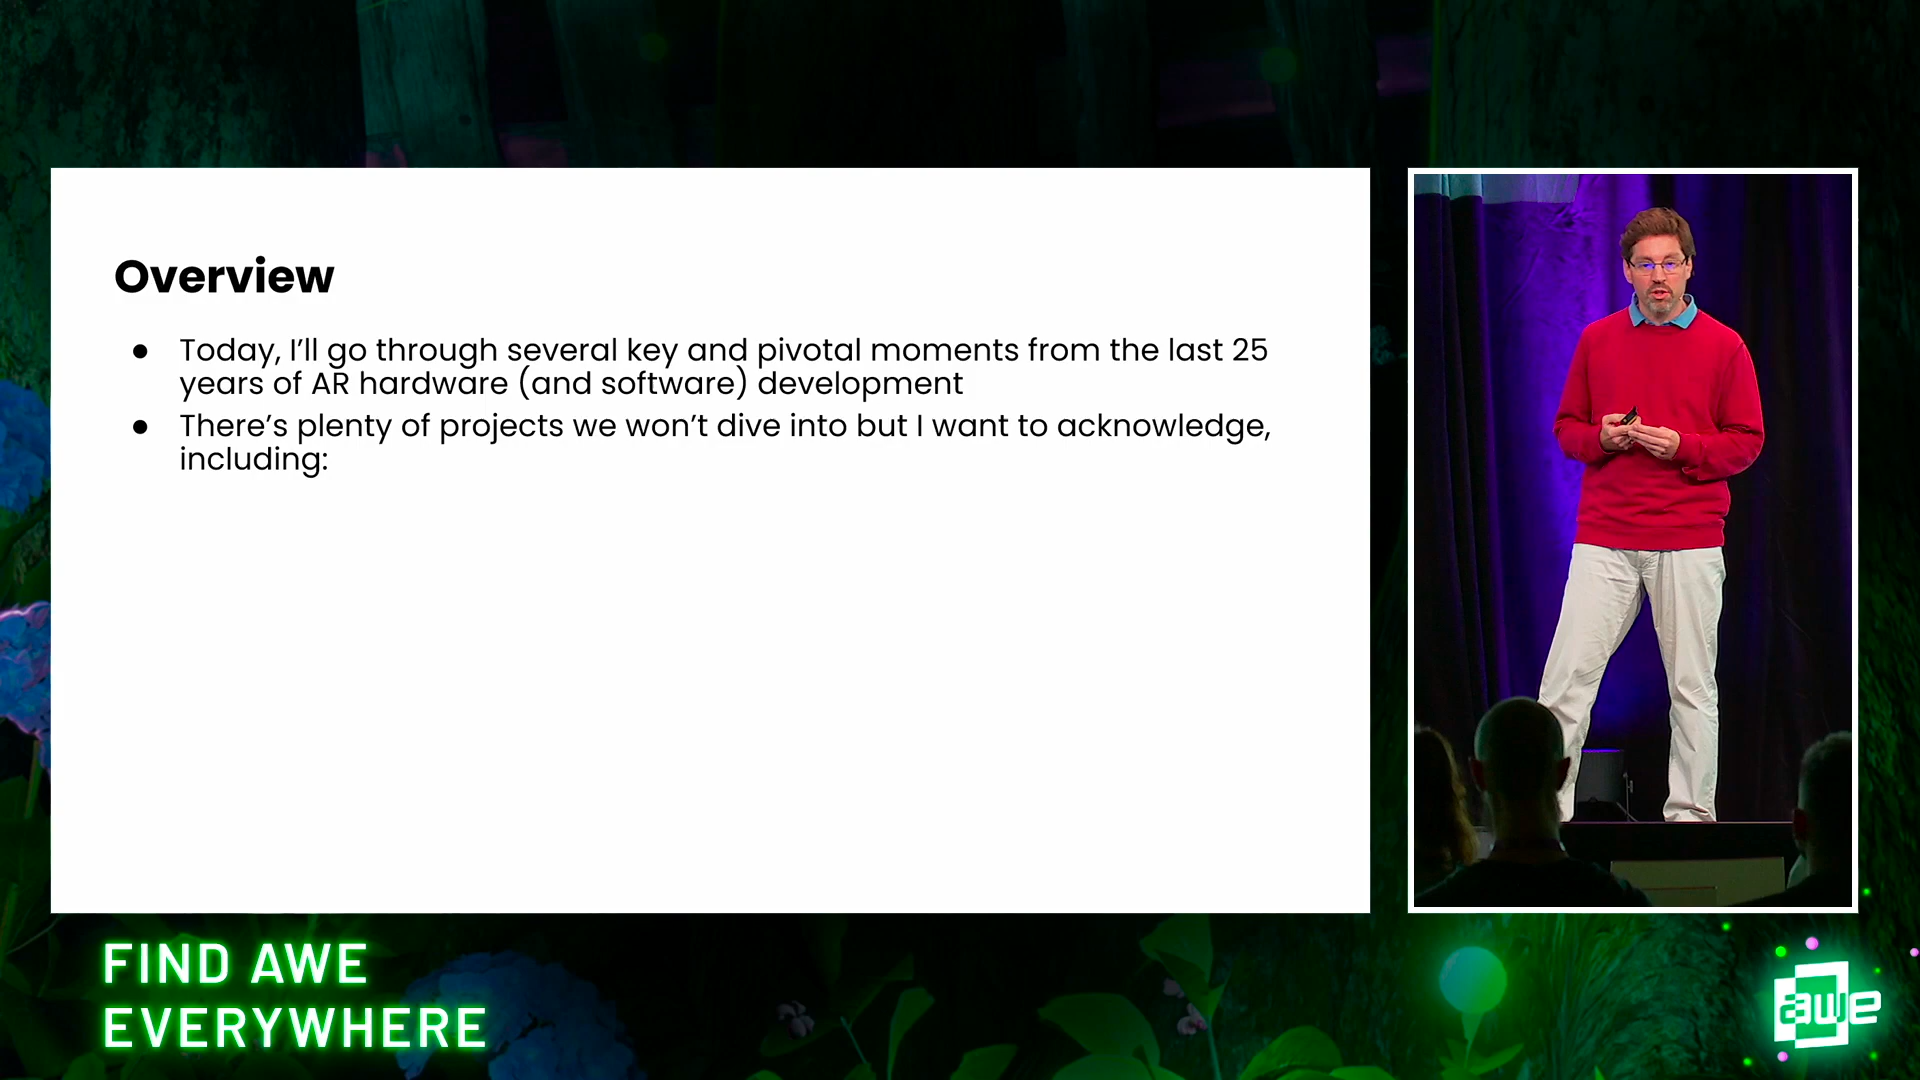 Overview
● Today, I’ll go through several key and pivotal moments from the last 25
years of AR hardware (and software) development
● There’s plenty of projects we won’t dive into but I want to acknowledge,
including:
FIND AWE
EVERYWHERE
awe